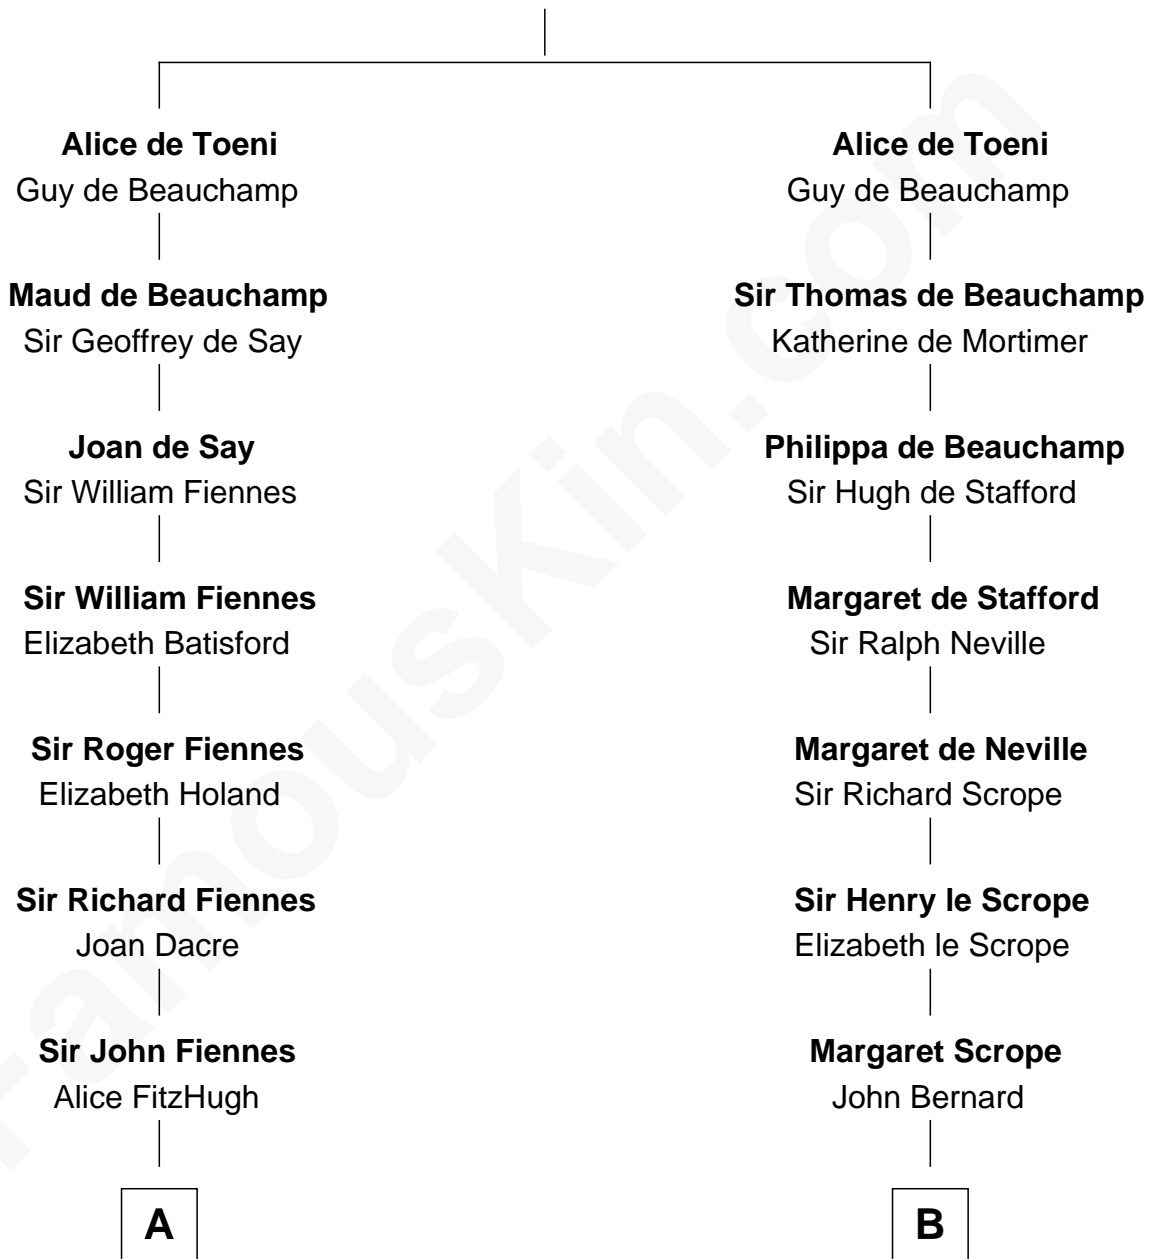 Alice de Toeni
Guy de Beauchamp
Maud de Beauchamp
Sir Geoffrey de Say
Joan de Say
Sir William Fiennes
Sir William Fiennes
Elizabeth Batisford
Sir Roger Fiennes
Elizabeth Holand
Sir Richard Fiennes
Joan Dacre
Sir John Fiennes
Alice FitzHugh
A
Alice de Toeni
Guy de Beauchamp
Sir Thomas de Beauchamp
Katherine de Mortimer
Philippa de Beauchamp
Sir Hugh de Stafford
Margaret de Stafford
Sir Ralph Neville
Margaret de Neville
Sir Richard Scrope
Sir Henry le Scrope
Elizabeth le Scrope
Margaret Scrope
John Bernard
B
FamousKin.com